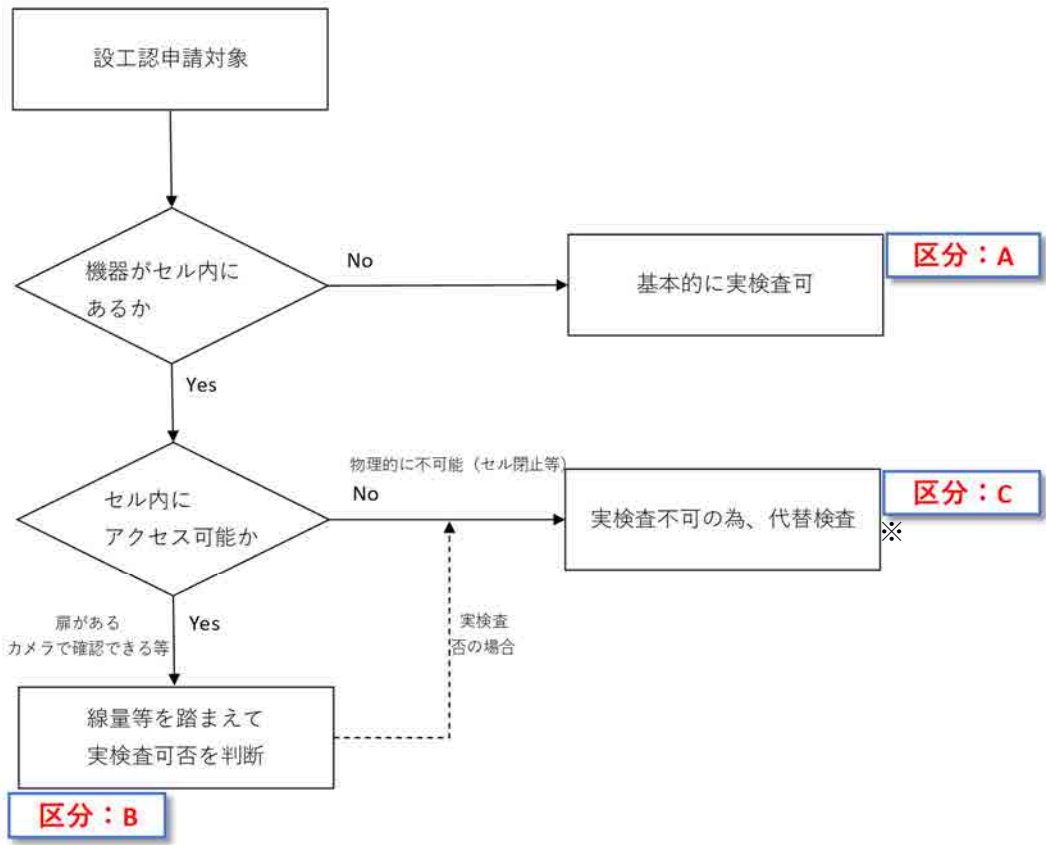 設工認申請対象
機器がセル内に
あるか
No
基本的に実検査可
区分：A
Yes
セル内に
アクセス可能か
物理的に不可能（セル閉止等）
No
実検査不可の為、代替検査
※
区分：C
扉がある
カメラで確認できる等
Yes
実検査
否の場合
線量等を踏まえて
実検査可否を判断
区分：B